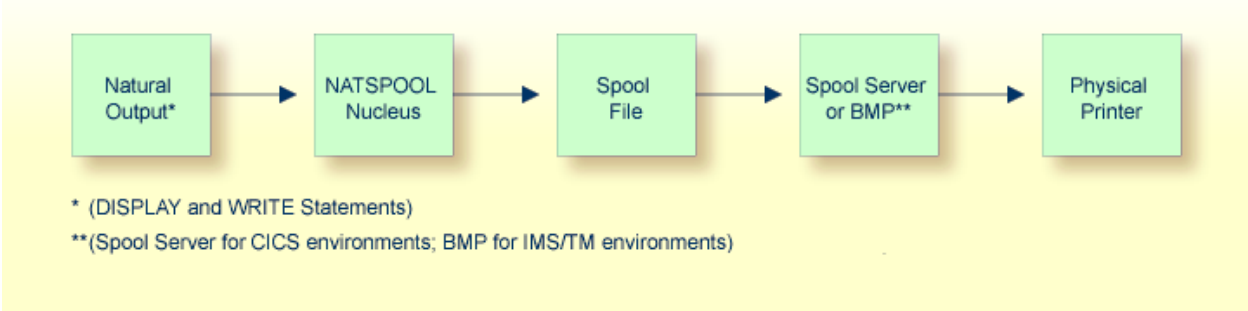 Natural
Output*
NATSPOOL
Nucleus
Spool
File
Spool Server
or BMP**
Physical
Printer
* (DISPLAY and WRITE Statements)
**(Spool Server for CICS environments; BMP for IMS/TM environments)